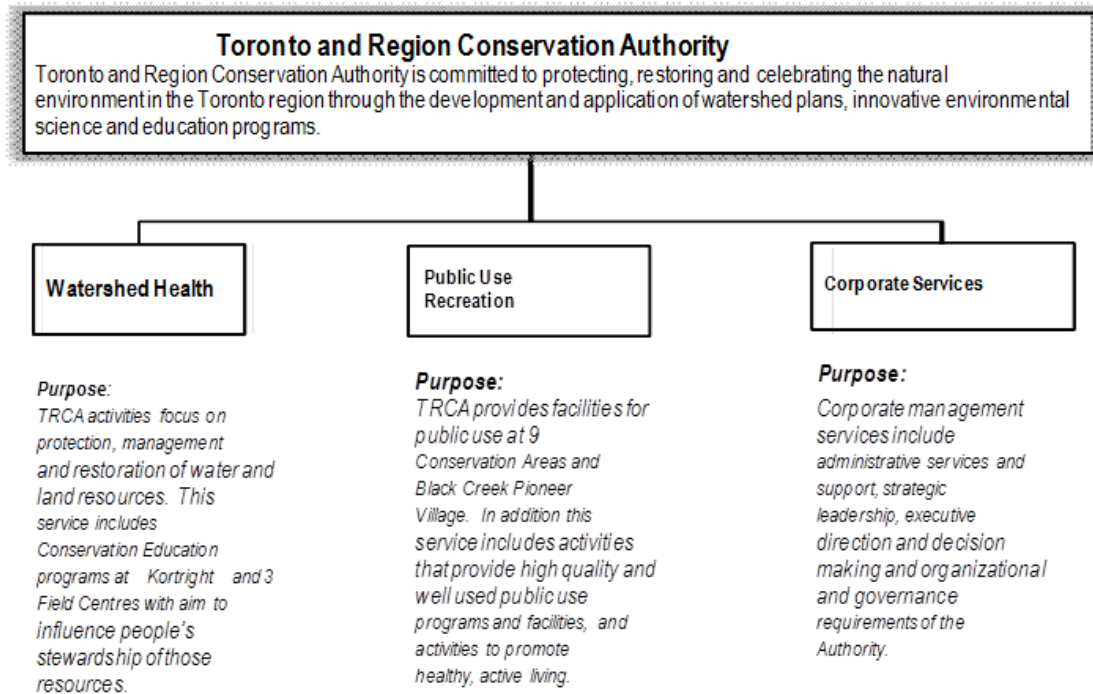 Toronto and Region Conservation Authority
Toronto and Region Conservation Authority is committed to protecting, restoring and celebrating the natural
environment in the Toronto region through the development and application of watershed plans, innovative environmental
science and education programs.
Watershed Health
Public Use
Recreation
Corporate Services
Purpose:
TRCA activities focus on
protection, management
and restoration of water and
land resources. This
service includes
Conservation Education
programs at Kortright and 3
Field Centres with aim to
influence people's
stewardship of those
resources.
Purpose:
TRCA provides facilities for
public use at 9
Conservation Areas and
Black Creek Pioneer
Village. In addition this
service includes activities
that provide high quality and
well used public use
programs and facilities, and
activities to promote
healthy, active living.
Purpose:
Corporate management
services include
administrative services and
support, strategic
leadership, executive
direction and decision
making and organizational
and governance
requirements of the
Authority.